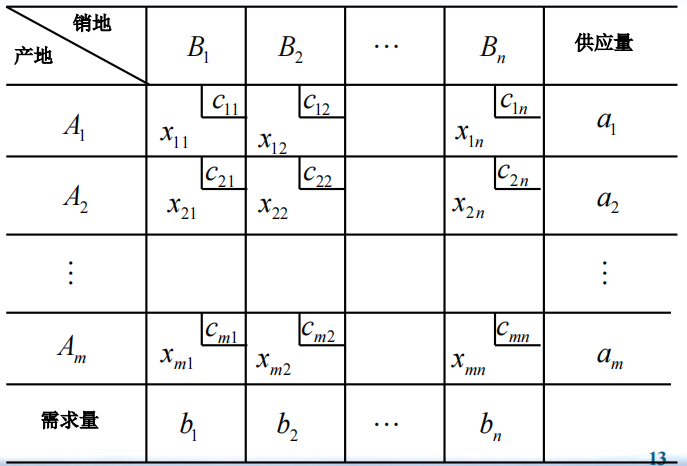 销地
产地 B₁ B₂ ⋯ Bₙ 供应量
A₁ x₁₁ c₁₁ x₁₂ c₁₂ x₁ₙ c₁ₙ a₁
A₂ x₂₁ c₂₁ x₂₂ c₂₂ x₂ₙ c₂ₙ a₂
⋮ ⋮
Aₘ xₘ₁ cₘ₁ xₘ₂ cₘ₂ xₘₙ cₘₙ aₘ
需求量 b₁ b₂ ⋯ bₙ
13